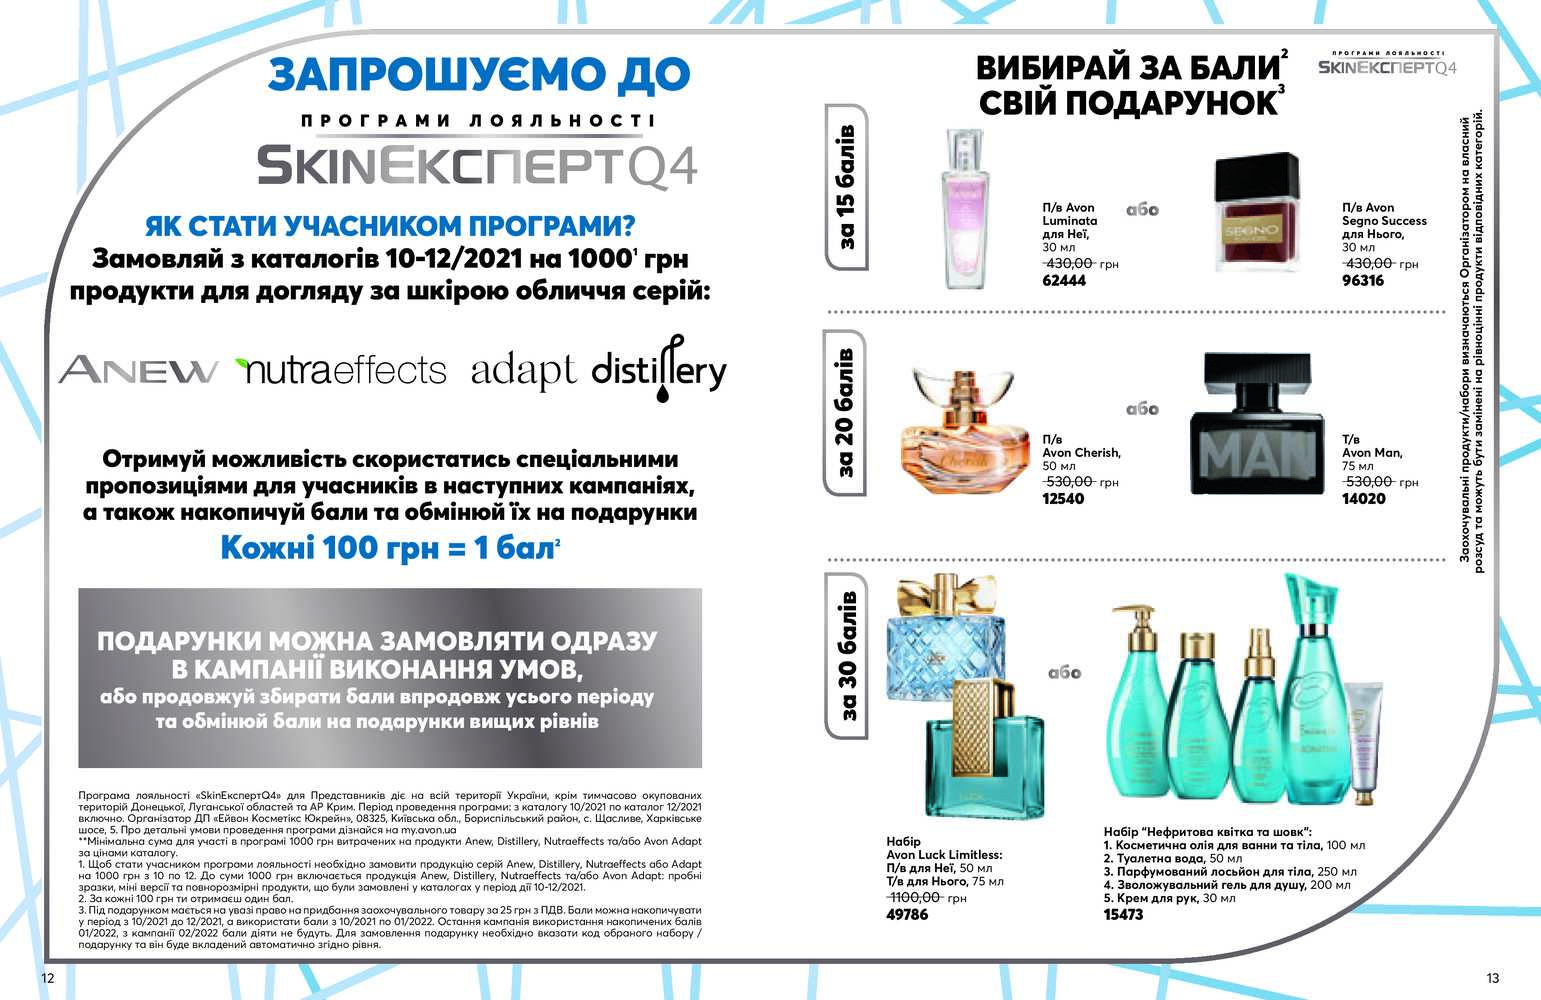 ЗАПРОШУЄМО ДО
ПРОГРАМИ ЛОЯЛЬНОСТІ
SKINЕКСПЕРТQ4
ЯК СТАТИ УЧАСНИКОМ ПРОГРАМИ?
Замовляй з каталогів 10-12/2021 на 1000¹ грн
продукти для догляду за шкірою обличчя серій:
ANEW nutraeffects adapt distillery
Отримуй можливість скористатись спеціальними
пропозиціями для учасників в наступних кампаніях,
а також накопичуй бали та обмінюй їх на подарунки
Кожні 100 грн = 1 бал²
ПОДАРУНКИ МОЖНА ЗАМОВЛЯТИ ОДРАЗУ
В КАМПАНІЇ ВИКОНАННЯ УМОВ,
або продовжуй збирати бали впродовж усього періоду
та обмінюй бали на подарунки вищих рівнів
Програма лояльності «SkinЕкспертQ4» для Представників діє на всій території України, крім тимчасово окупованих
територій Донецької, Луганської областей та АР Крим. Період проведення програми: з каталогу 10/2021 по каталог 12/2021
включно. Організатор ДП «Ейвон Косметікс Юкрейн», 08325, Київська обл., Бориспільський район, с. Щасливе, Харківське
шосе, 5. Про детальні умови проведення програми дізнайся на my.avon.ua
**Мінімальна сума для участі в програмі 1000 грн витрачених на продукти Anew, Distillery, Nutraeffects та/або Avon Adapt
за цінами каталогу.
1. Щоб стати учасником програми лояльності необхідно замовити продукцію серій Anew, Distillery, Nutraeffects або Adapt
на 1000 грн з 10 по 12. До суми 1000 грн включається продукція Anew, Distillery, Nutraeffects та/або Avon Adapt: пробні
зразки, міні версії та повнорозмірні продукти, що були замовлені у каталогах у період дії 10-12/2021.
2. За кожні 100 грн ти отримаєш один бал.
3. Під подарунком мається на увазі право на придбання заохочувального товару за 25 грн з ПДВ. Бали можна накопичувати
у період з 10/2021 до 12/2021, а використати бали з 10/2021 по 01/2022. Остання кампанія використання накопичених балів
01/2022, з кампанії 02/2022 бали діяти не будуть. Для замовлення подарунку необхідно вказати код обраного набору /
подарунку та він буде вкладений автоматично згідно рівня.
12
ВИБИРАЙ ЗА БАЛИ²
СВІЙ ПОДАРУНОК³
ПРОГРАМИ ЛОЯЛЬНОСТІ
SKINЕКСПЕРТQ4
за 15 балів
П/в Avon
Luminata
для Неї,
30 мл
430,00 грн
62444
або
SEGNO
П/в Avon
Segno Success
для Нього,
30 мл
430,00 грн
96316
за 20 балів
Cherish
П/в
Avon Cherish,
50 мл
530,00 грн
12540
або
MAN
Т/в
Avon Man,
75 мл
530,00 грн
14020
за 30 балів
LUCK
Набір
Avon Luck Limitless:
П/в для Неї, 50 мл
Т/в для Нього, 75 мл
1100,00 грн
49786
або
Набір “Нефритова квітка та шовк”:
1. Косметична олія для ванни та тіла, 100 мл
2. Туалетна вода, 50 мл
3. Парфумований лосьйон для тіла, 250 мл
4. Зволожувальний гель для душу, 200 мл
5. Крем для рук, 30 мл
15473
Заохочувальні продукти/набори визначаються Організатором на власний
розсуд та можуть бути замінені на рівноцінні продукти відповідних категорій.
13